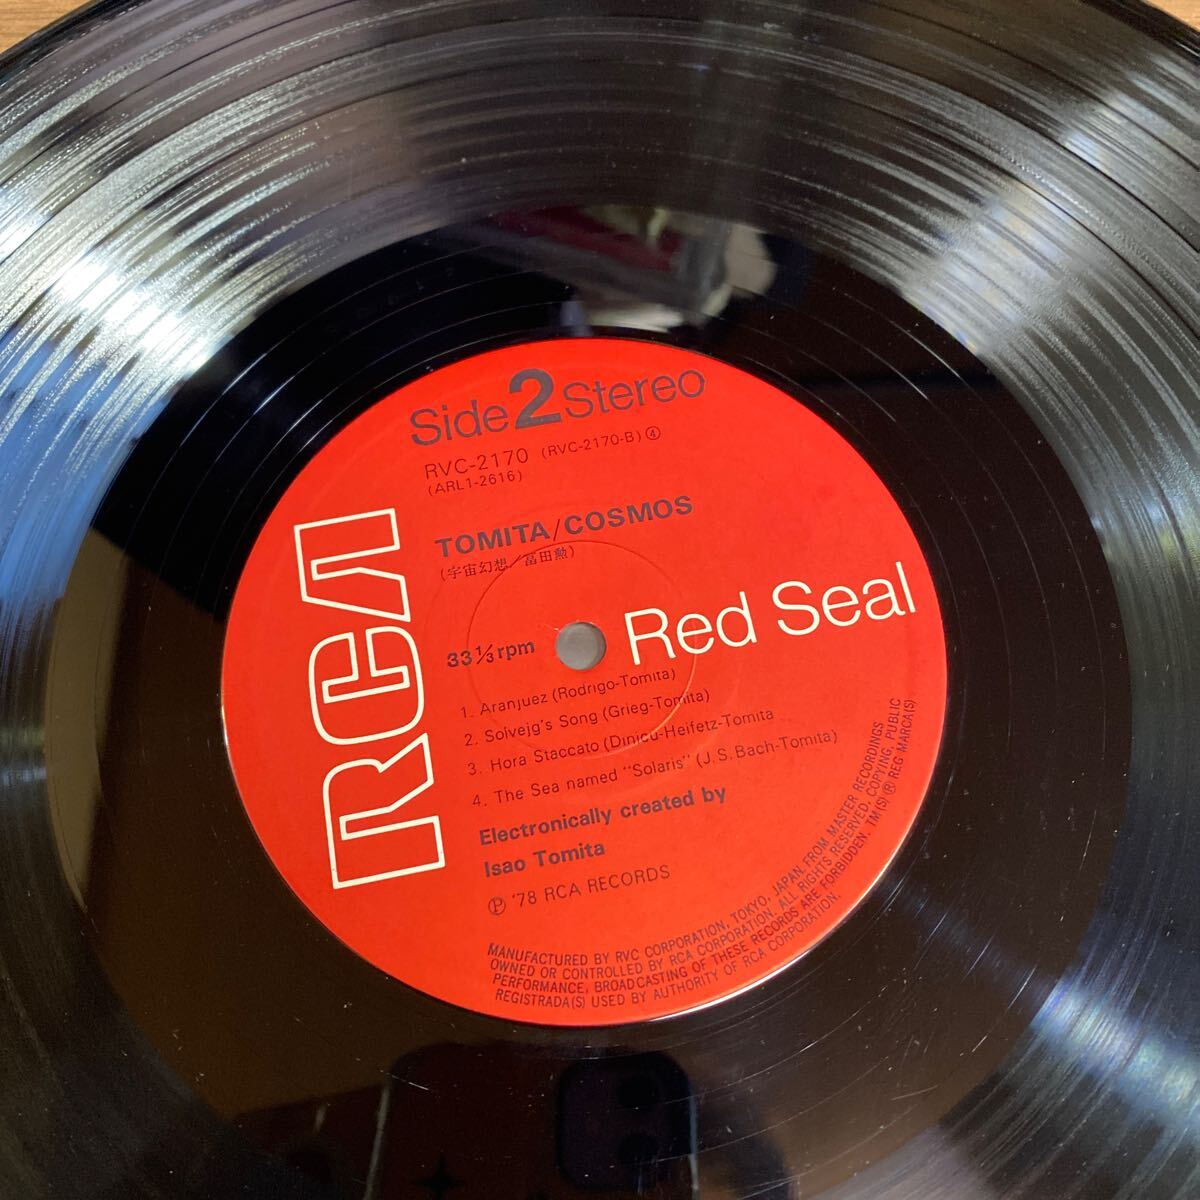 Side 2 Stereo
RVC-2170 (RVC-2170-B) ④
(ARL1-2616)
TOMITA/COSMOS
(宇宙幻想/冨田勲)
RCA
Red Seal
33 1/3 rpm
1. Aranjuez (Rodrigo-Tomita)
2. Solvejg's Song (Grieg-Tomita)
3. Hora Staccato (Dinicu-Heifetz-Tomita
4. The Sea named "Solaris" (J.S. Bach-Tomita)
Electronically created by
Isao Tomita
Ⓟ '78 RCA RECORDS
MANUFACTURED BY RVC CORPORATION, TOKYO, JAPAN, FROM MASTER RECORDINGS
OWNED OR CONTROLLED BY RCA CORPORATION. ALL RIGHTS RESERVED. COPYING, PUBLIC
PERFORMANCE, BROADCASTING OF THESE RECORDS ARE FORBIDDEN. TM(S) ® REG MARCA(S)
REGISTRADA(S) USED BY AUTHORITY OF RCA CORPORATION.